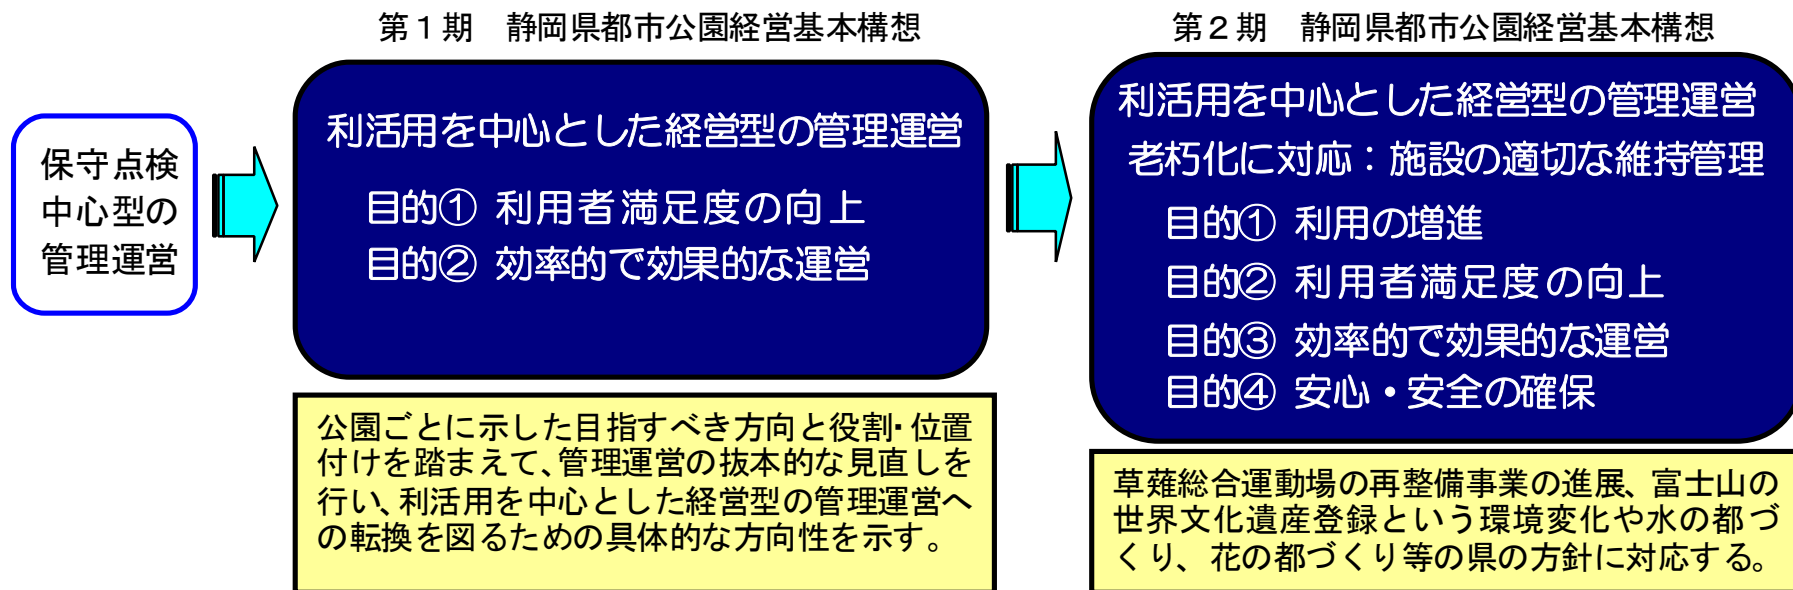 保守点検
中心型の
管理運営
第1期　静岡県都市公園経営基本構想
利活用を中心とした経営型の管理運営
目的① 利用者満足度の向上
目的② 効率的で効果的な運営
公園ごとに示した目指すべき方向と役割・位置
付けを踏まえて、管理運営の抜本的な見直しを
行い、利活用を中心とした経営型の管理運営へ
の転換を図るための具体的な方向性を示す。
第2期　静岡県都市公園経営基本構想
利活用を中心とした経営型の管理運営
老朽化に対応：施設の適切な維持管理
目的① 利用の増進
目的② 利用者満足度の向上
目的③ 効率的で効果的な運営
目的④ 安心・安全の確保
草薙総合運動場の再整備事業の進展、富士山の
世界文化遺産登録という環境変化や水の都づ
くり、花の都づくり等の県の方針に対応する。